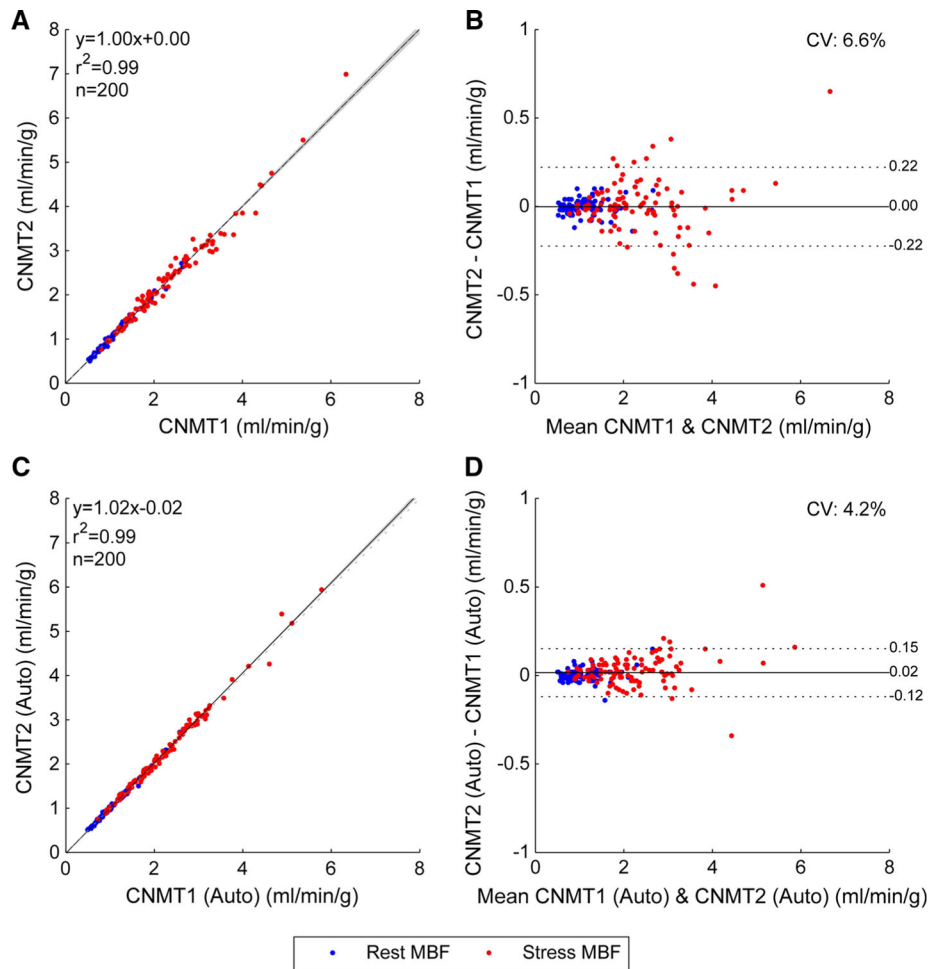 A
y=1.00x+0.00
r²=0.99
n=200
8
7
6
5
4
3
2
1
0
CNMT2 (ml/min/g)
0 2 4 6 8
CNMT1 (ml/min/g)
B
CV: 6.6%
1
0.5
0
-0.5
-1
CNMT2 - CNMT1 (ml/min/g)
0.22
0.00
-0.22
0 2 4 6 8
Mean CNMT1 & CNMT2 (ml/min/g)
C
y=1.02x-0.02
r²=0.99
n=200
8
7
6
5
4
3
2
1
0
CNMT2 (Auto) (ml/min/g)
0 2 4 6 8
CNMT1 (Auto) (ml/min/g)
D
CV: 4.2%
1
0.5
0
-0.5
-1
CNMT2 (Auto) - CNMT1 (Auto) (ml/min/g)
0.15
0.02
-0.12
0 2 4 6 8
Mean CNMT1 (Auto) & CNMT2 (Auto) (ml/min/g)
Rest MBF Stress MBF